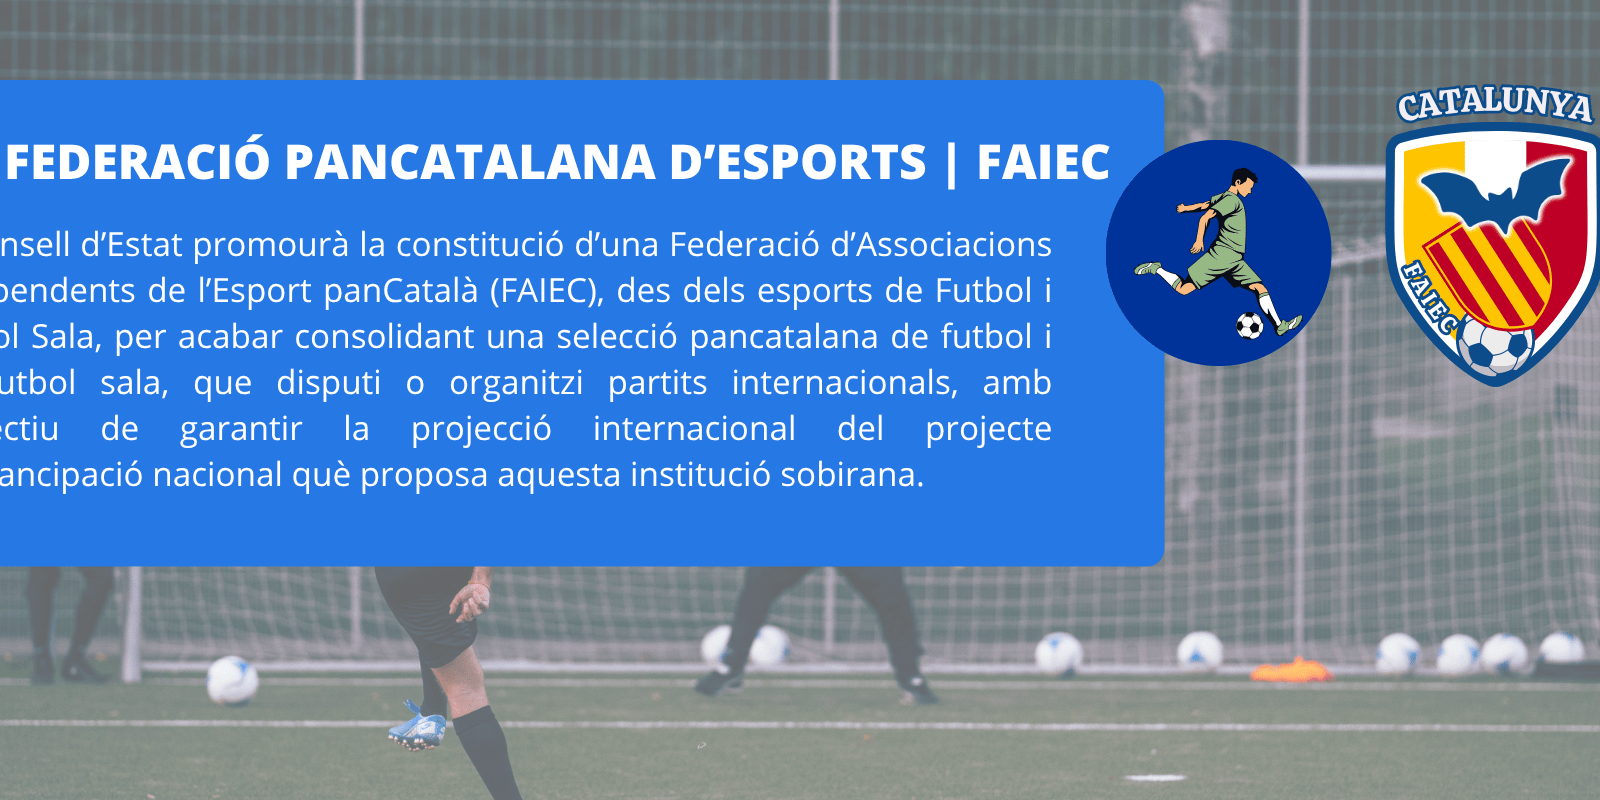 FEDERACIÓ PANCATALANA D’ESPORTS | FAIEC
nsell d’Estat promourà la constitució d’una Federació d’Associacions
pendents de l’Esport panCatalà (FAIEC), des dels esports de Futbol i
ol Sala, per acabar consolidant una selecció pancatalana de futbol i
utbol sala, que disputi o organitzi partits internacionals, amb
ectiu de garantir la projecció internacional del projecte
ancipació nacional què proposa aquesta institució sobirana.
CATALUNYA
FAIEC